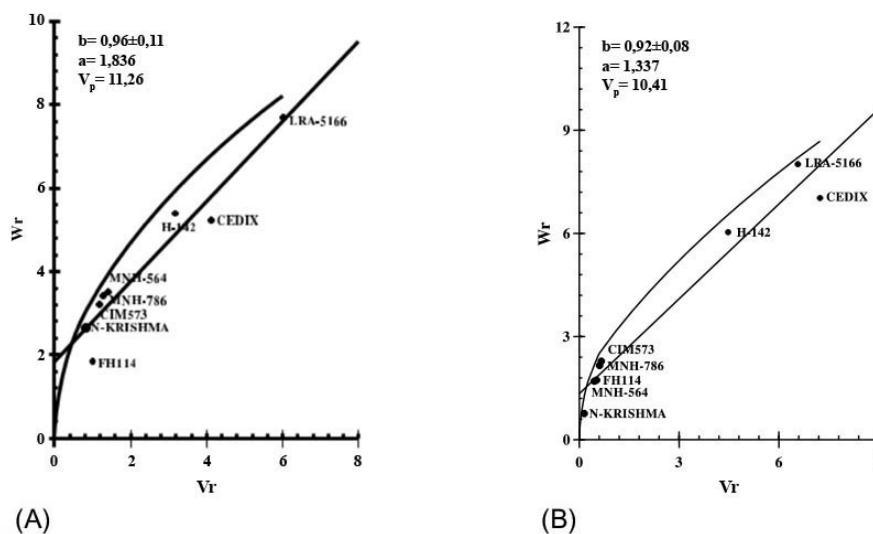 10
b= 0,96±0,11
a= 1,836
Vp= 11,26
8
LRA-5166
6
Wr
H-142
CEDIX
4
MNH-564
MNH-786
CIM573
N-KRISHMA
2
FH114
0
0 2 4 6 8
Vr
(A)
12
b= 0,92±0,08
a= 1,337
Vp= 10,41
9
LRA-5166
CEDIX
Wr
6
H-142
3
CIM573
MNH-786
FH114
MNH-564
N-KRISHMA
0
0 3 6
Vr
(B)